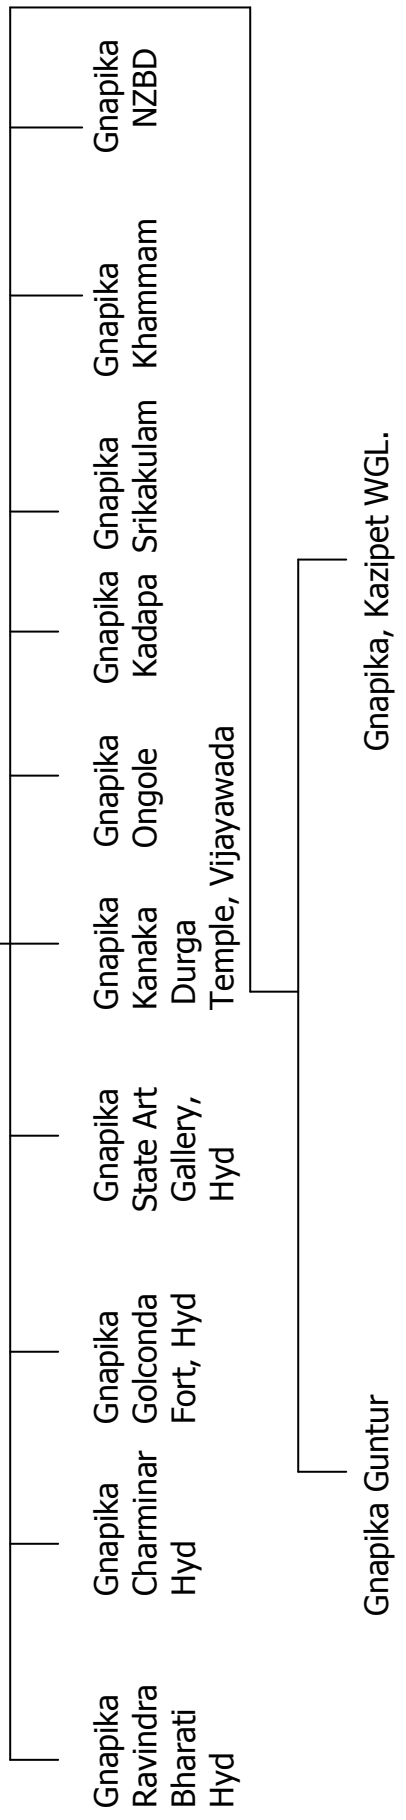 Gnapika
Ravindra
Bharati
Hyd
Gnapika
Charminar
Hyd
Gnapika
Golconda
Fort, Hyd
Gnapika
State Art
Gallery,
Hyd
Gnapika
Kanaka
Durga
Temple, Vijayawada
Gnapika
Ongole
Gnapika
Kadapa
Gnapika
Srikakulam
Gnapika
Khammam
Gnapika
NZBD
Gnapika Guntur
Gnapika, Kazipet WGL.